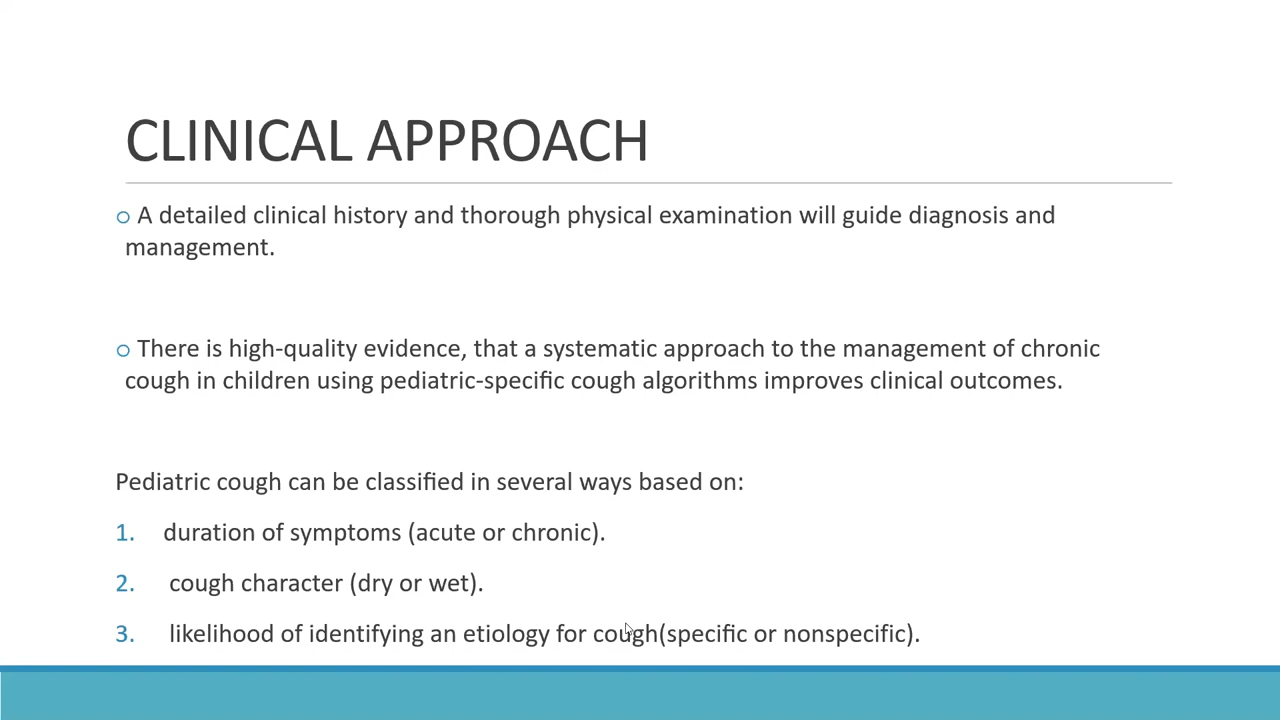 CLINICAL APPROACH
o A detailed clinical history and thorough physical examination will guide diagnosis and
management.
o There is high-quality evidence, that a systematic approach to the management of chronic
cough in children using pediatric-specific cough algorithms improves clinical outcomes.
Pediatric cough can be classified in several ways based on:
1. duration of symptoms (acute or chronic).
2. cough character (dry or wet).
3. likelihood of identifying an etiology for cough(specific or nonspecific).